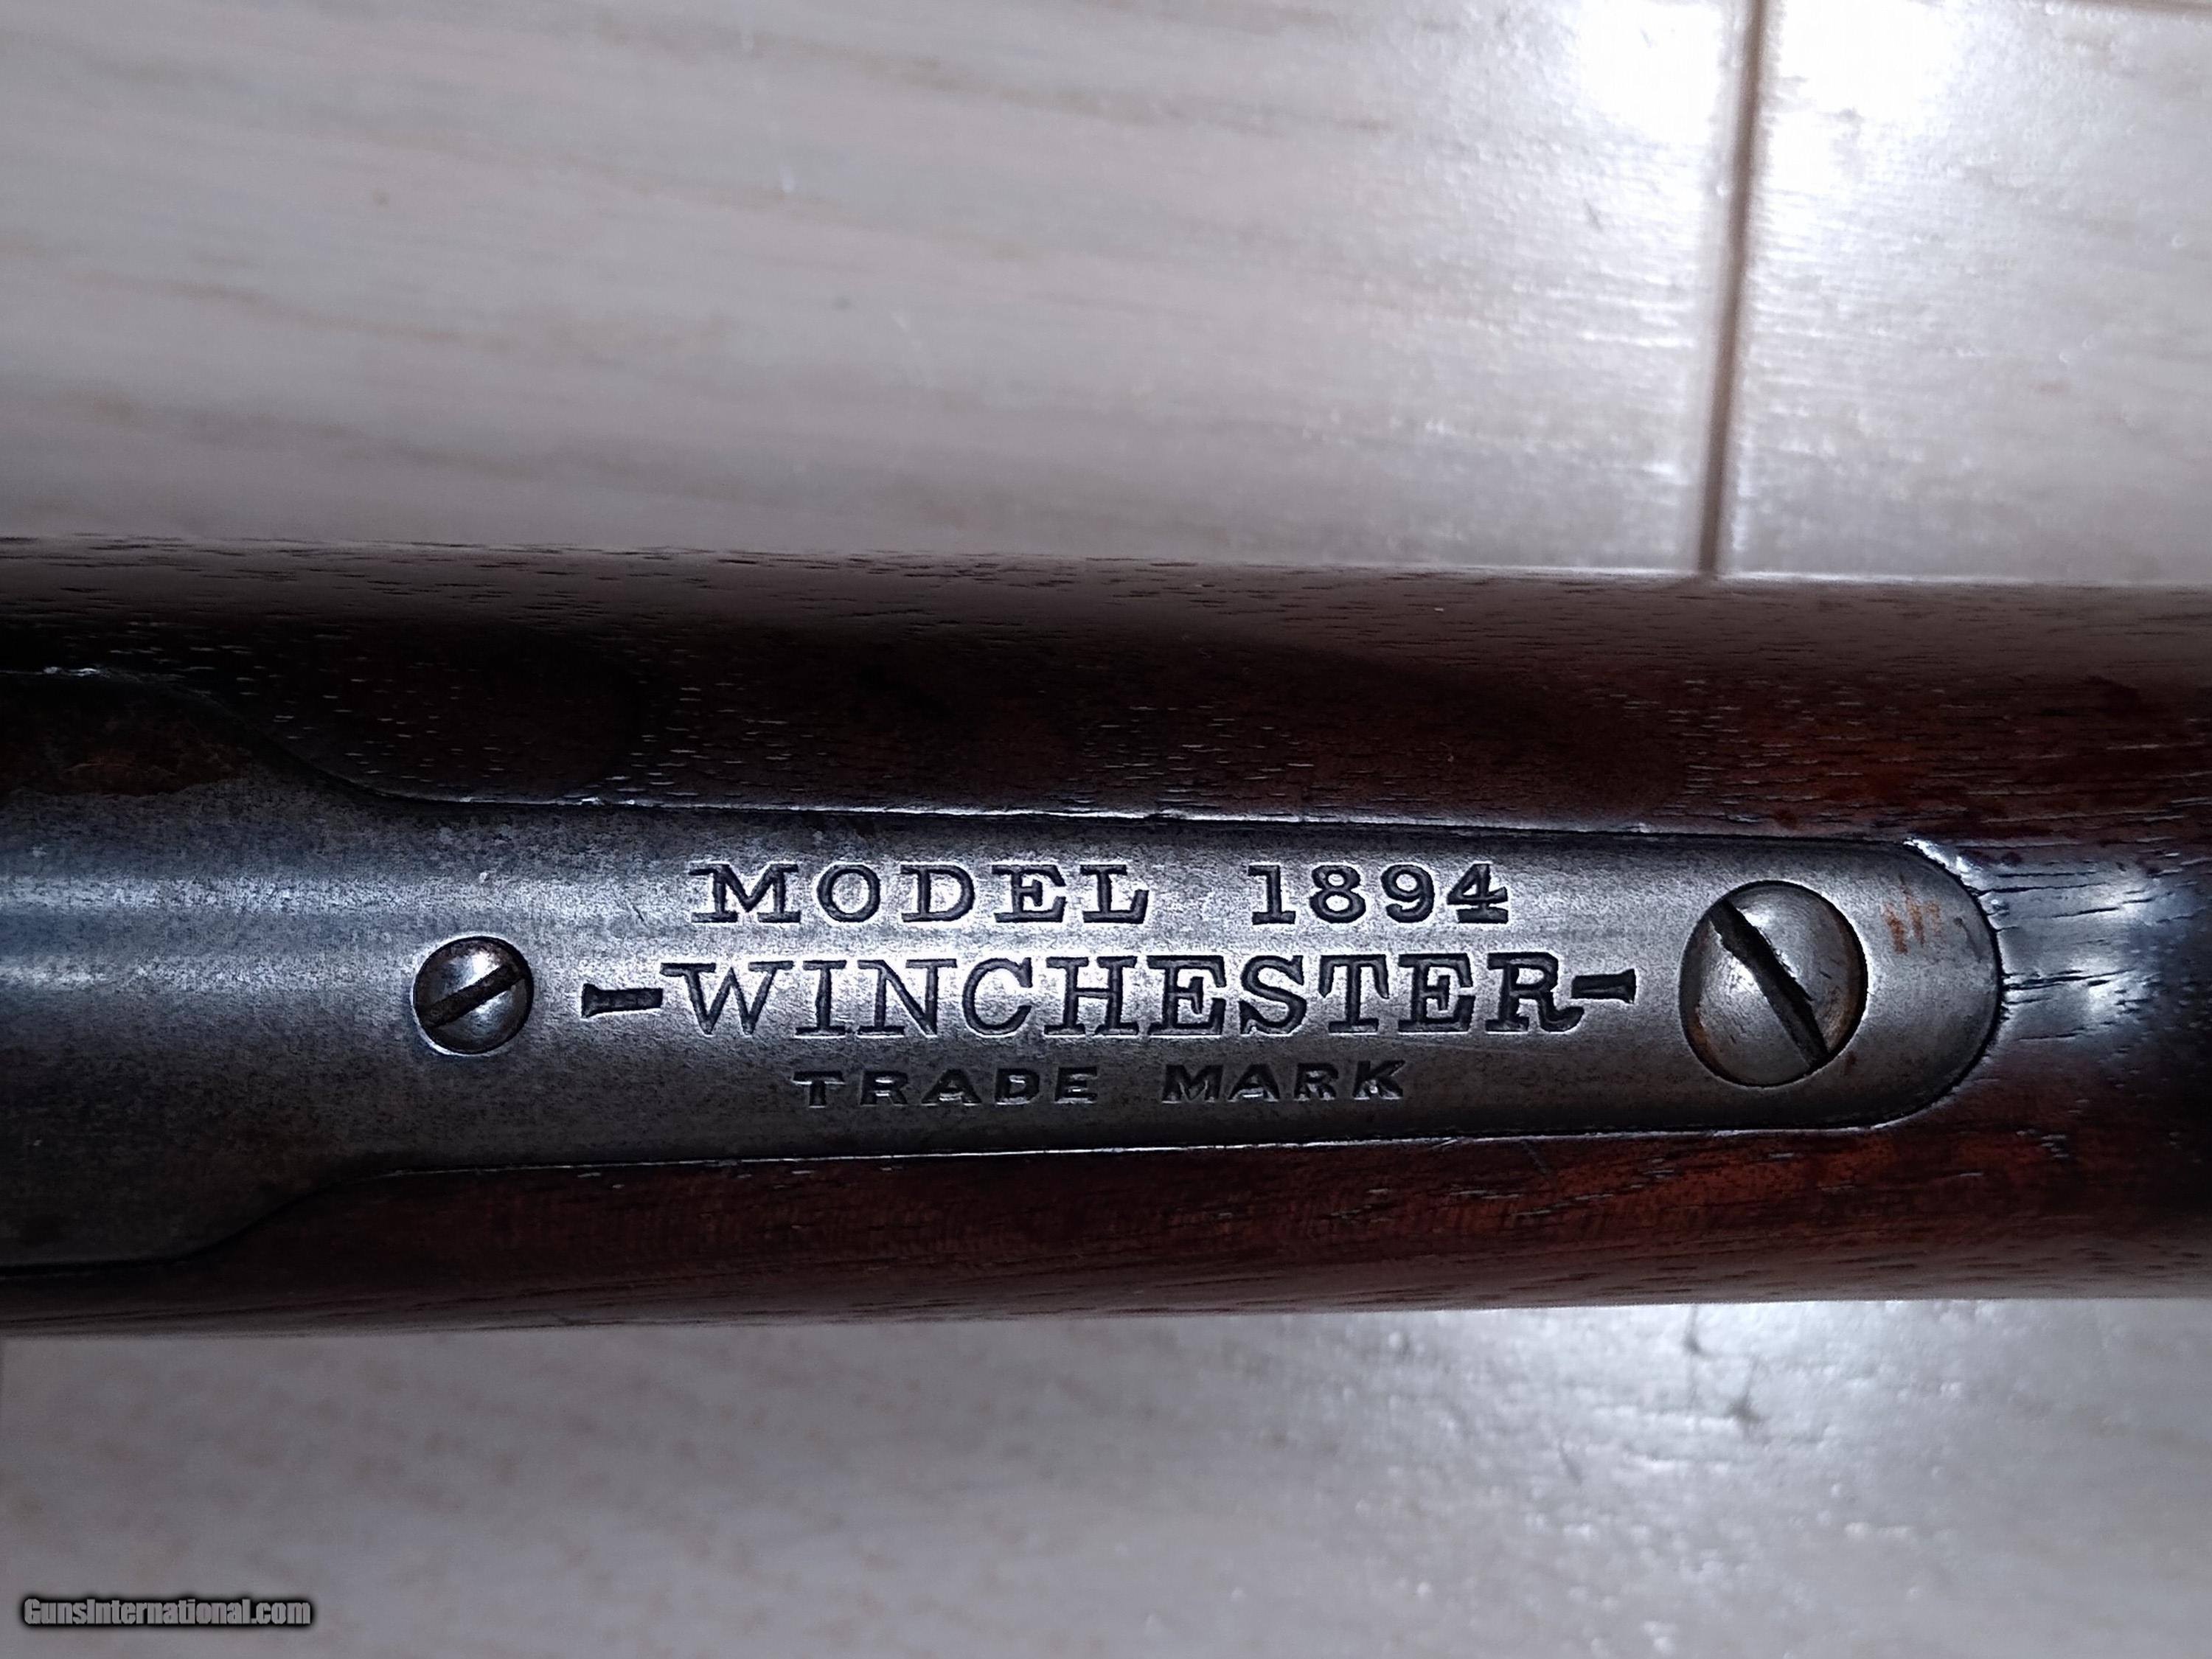 MODEL 1894
-WINCHESTER-
TRADE MARK
GunsInternational.com